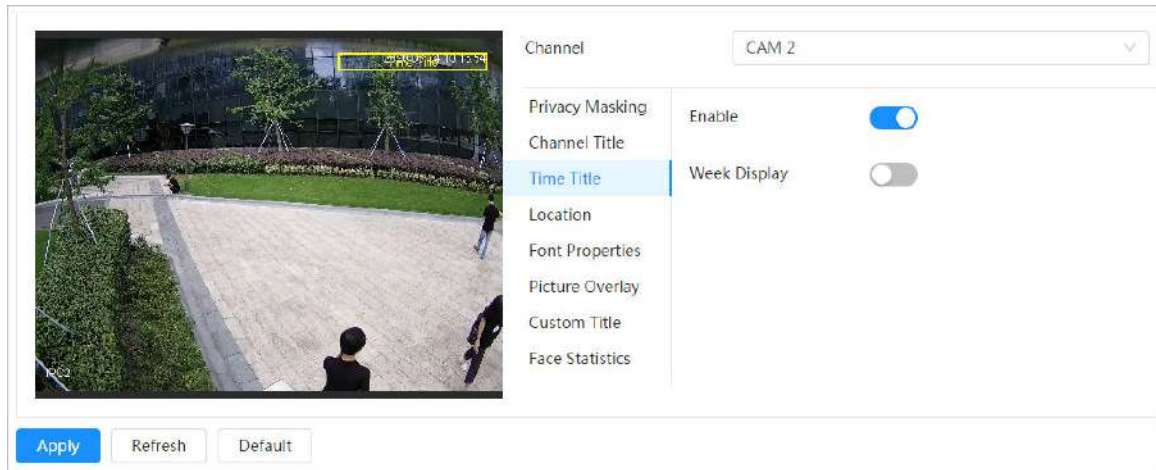 Channel
CAM 2
Privacy Masking
Channel Title
Time Title
Location
Font Properties
Picture Overlay
Custom Title
Face Statistics
Enable
Week Display
IPC2
Apply
Refresh
Default